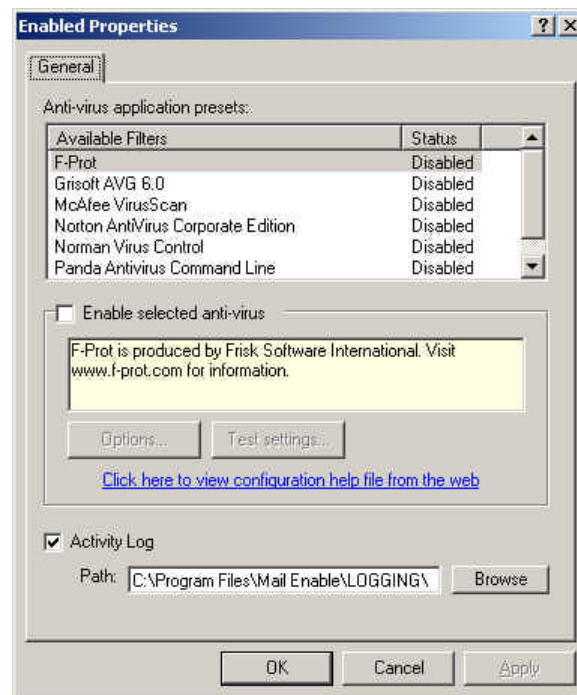 Enabled Properties
General
Anti-virus application presets:
Available Filters Status
F-Prot Disabled
Grisoft AVG 6.0 Disabled
McAfee VirusScan Disabled
Norton AntiVirus Corporate Edition Disabled
Norman Virus Control Disabled
Panda Antivirus Command Line Disabled
Enable selected anti-virus
F-Prot is produced by Frisk Software International. Visit
www.f-prot.com for information.
Options... Test settings...
Click here to view configuration help file from the web
Activity Log
Path: C:\Program Files\Mail Enable\LOGGING\ Browse
OK Cancel Apply